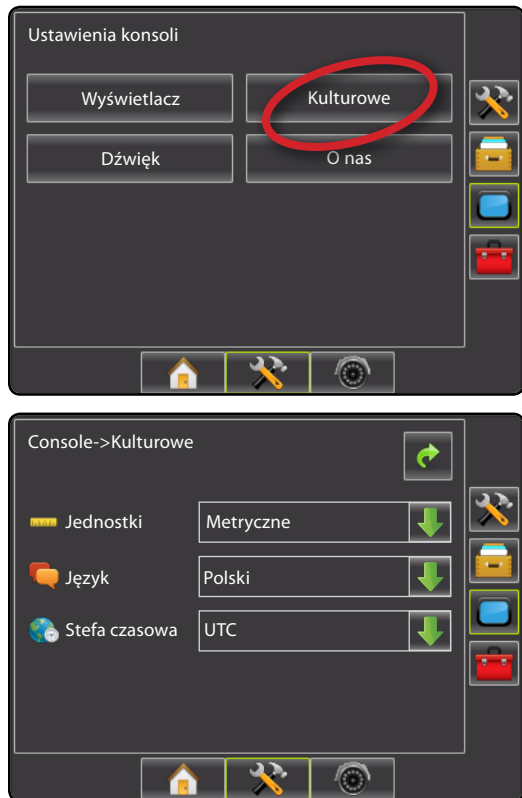 Ustawienia konsoli
Wyświetlacz
Kulturowe
Dźwięk
O nas
Console->Kulturowe
Jednostki
Metryczne
Język
Polski
Stefa czasowa
UTC